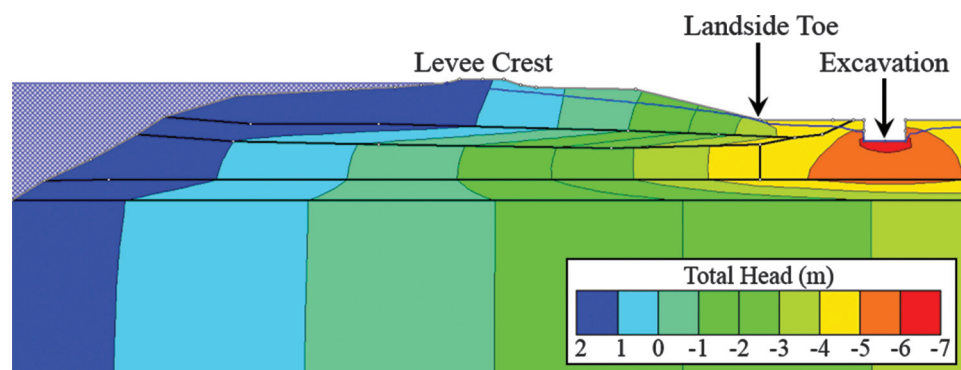 Landside Toe
Levee Crest
Excavation
Total Head (m)
2 1 0 -1 -2 -3 -4 -5 -6 -7